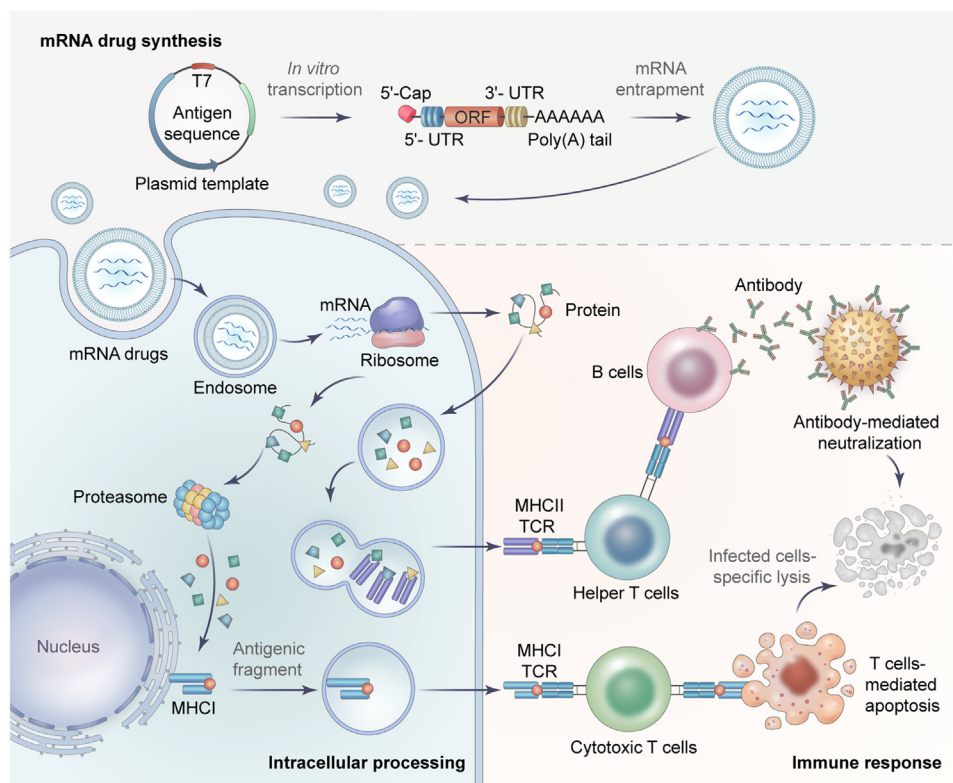 mRNA drug synthesis
T7
Antigen
sequence
Plasmid template
In vitro
transcription
5'-Cap
3'- UTR
ORF
AAAAAA
5'- UTR
Poly(A) tail
mRNA
entrapment
mRNA drugs
Endosome
mRNA
Ribosome
Protein
Proteasome
Nucleus
MHCI
Antigenic
fragment
Intracellular processing
Antibody
B cells
Antibody-mediated
neutralization
MHCII
TCR
Helper T cells
Infected cells-
specific lysis
MHCI
TCR
Cytotoxic T cells
T cells-
mediated
apoptosis
Immune response